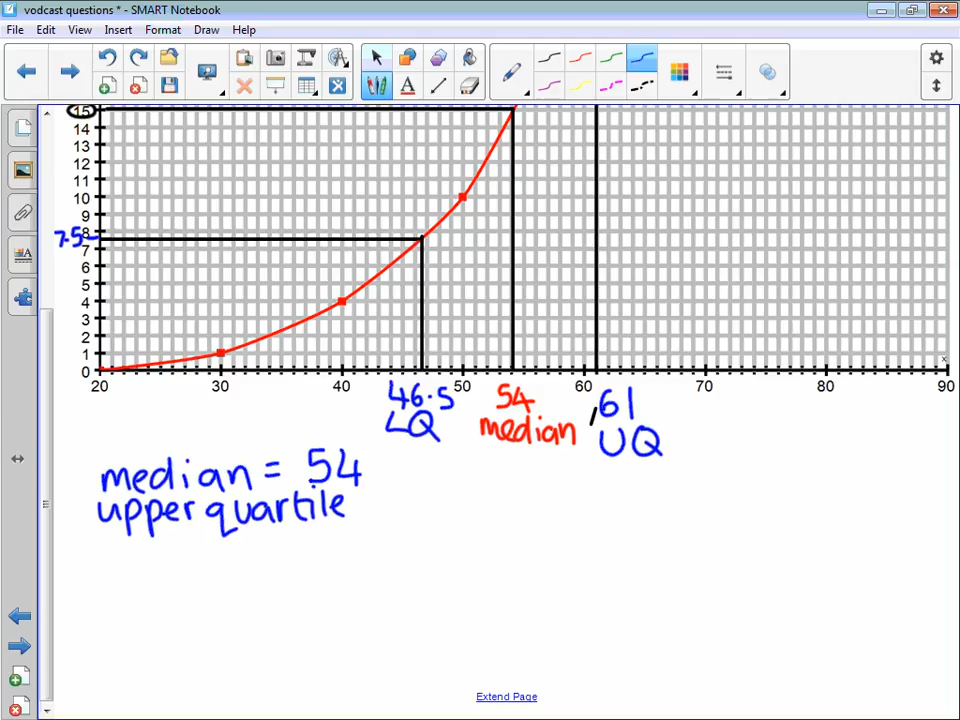 vodcast questions * - SMART Notebook
File Edit View Insert Format Draw Help
15
14
13
12
11
10
9
8
7.5
7
6
5
4
3
2
1
0
x
20 30 40 50 60 70 80 90
46.5 54 61
LQ median UQ
median = 54
upper quartile
Extend Page